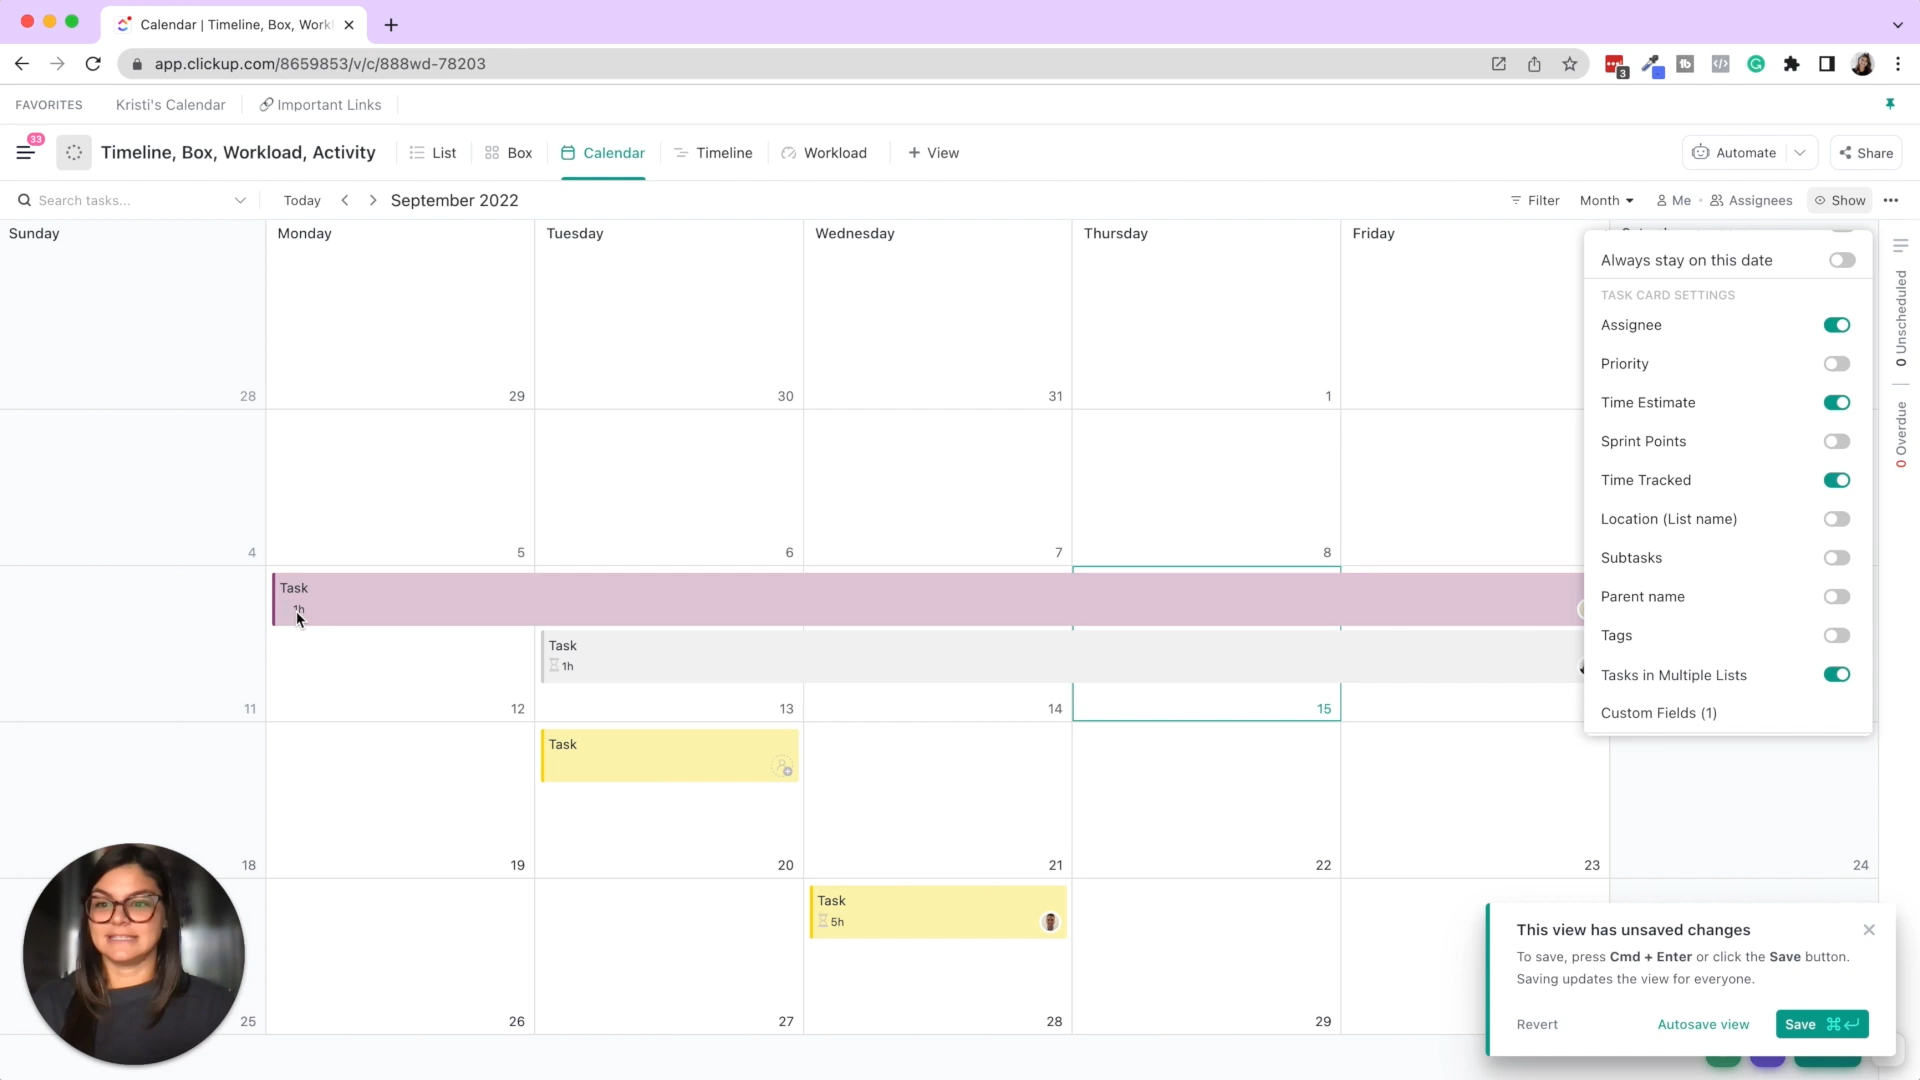 Calendar | Timeline, Box, Work
app.clickup.com/8659853/v/c/888wd-78203
3
FAVORITES
Kristi's Calendar
Important Links
33
Timeline, Box, Workload, Activity
List
Box
Calendar
Timeline
Workload
+ View
Automate
Share
Search tasks...
Today
September 2022
Filter
Month
Me
Assignees
Show
Sunday
Monday
Tuesday
Wednesday
Thursday
Friday
28
29
30
31
1
4
5
6
7
8
Task
1h
Task
1h
11
12
13
14
15
Task
18
19
20
21
22
23
24
Task
5h
25
26
27
28
29
Always stay on this date
TASK CARD SETTINGS
Assignee
Priority
Time Estimate
Sprint Points
Time Tracked
Location (List name)
Subtasks
Parent name
Tags
Tasks in Multiple Lists
Custom Fields (1)
0 Unscheduled
0 Overdue
This view has unsaved changes
To save, press Cmd + Enter or click the Save button.
Saving updates the view for everyone.
Revert
Autosave view
Save ⌘↵